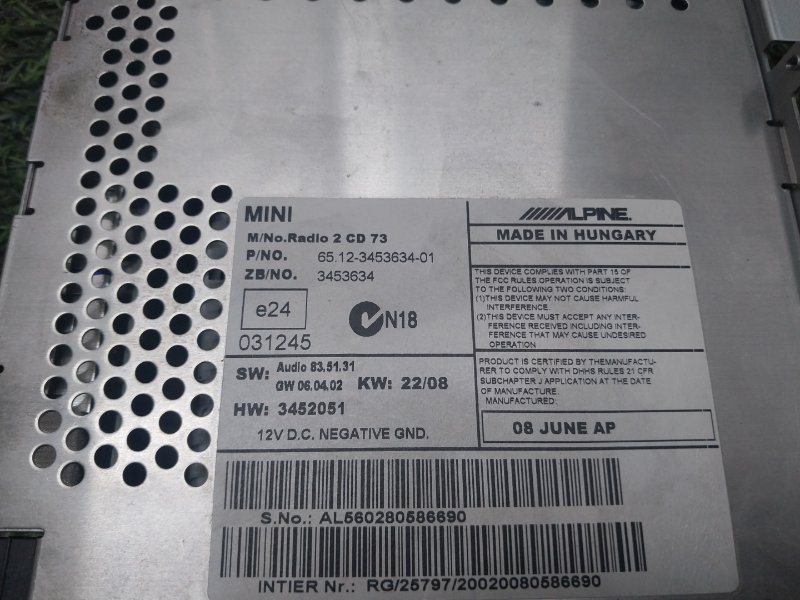 MINI
M/No.Radio 2 CD 73
P/NO. 65.12-3453634-01
ZB/NO. 3453634
e24
031245
N18
SW: Audio 83.51.31
GW 06.04.02 KW: 22/08
HW: 3452051
12V D.C. NEGATIVE GND.
ALPINE
MADE IN HUNGARY
THIS DEVICE COMPLIES WITH PART 15 OF
THE FCC RULES.OPERATION IS SUBJECT
TO THE FOLLOWING TWO CONDITIONS:
(1)THIS DEVICE MAY NOT CAUSE HARMFUL
INTERFERENCE.
(2)THIS DEVICE MUST ACCEPT ANY INTER-
FERENCE RECEIVED INCLUDING INTER-
FERENCE THAT MAY CAUSE UNDESIRED
OPERATION
PRODUCT IS CERTIFIED BY THEMANUFACTU-
RER TO COMPLY WITH DHHS RULES 21 CFR
SUBCHAPTER J APPLICATION AT THE DATE
OF MANUFACTURE.
MANUFACTURED:
08 JUNE AP
S.No.: AL560280586690
INTIER Nr.: RG/25797/20020080586690